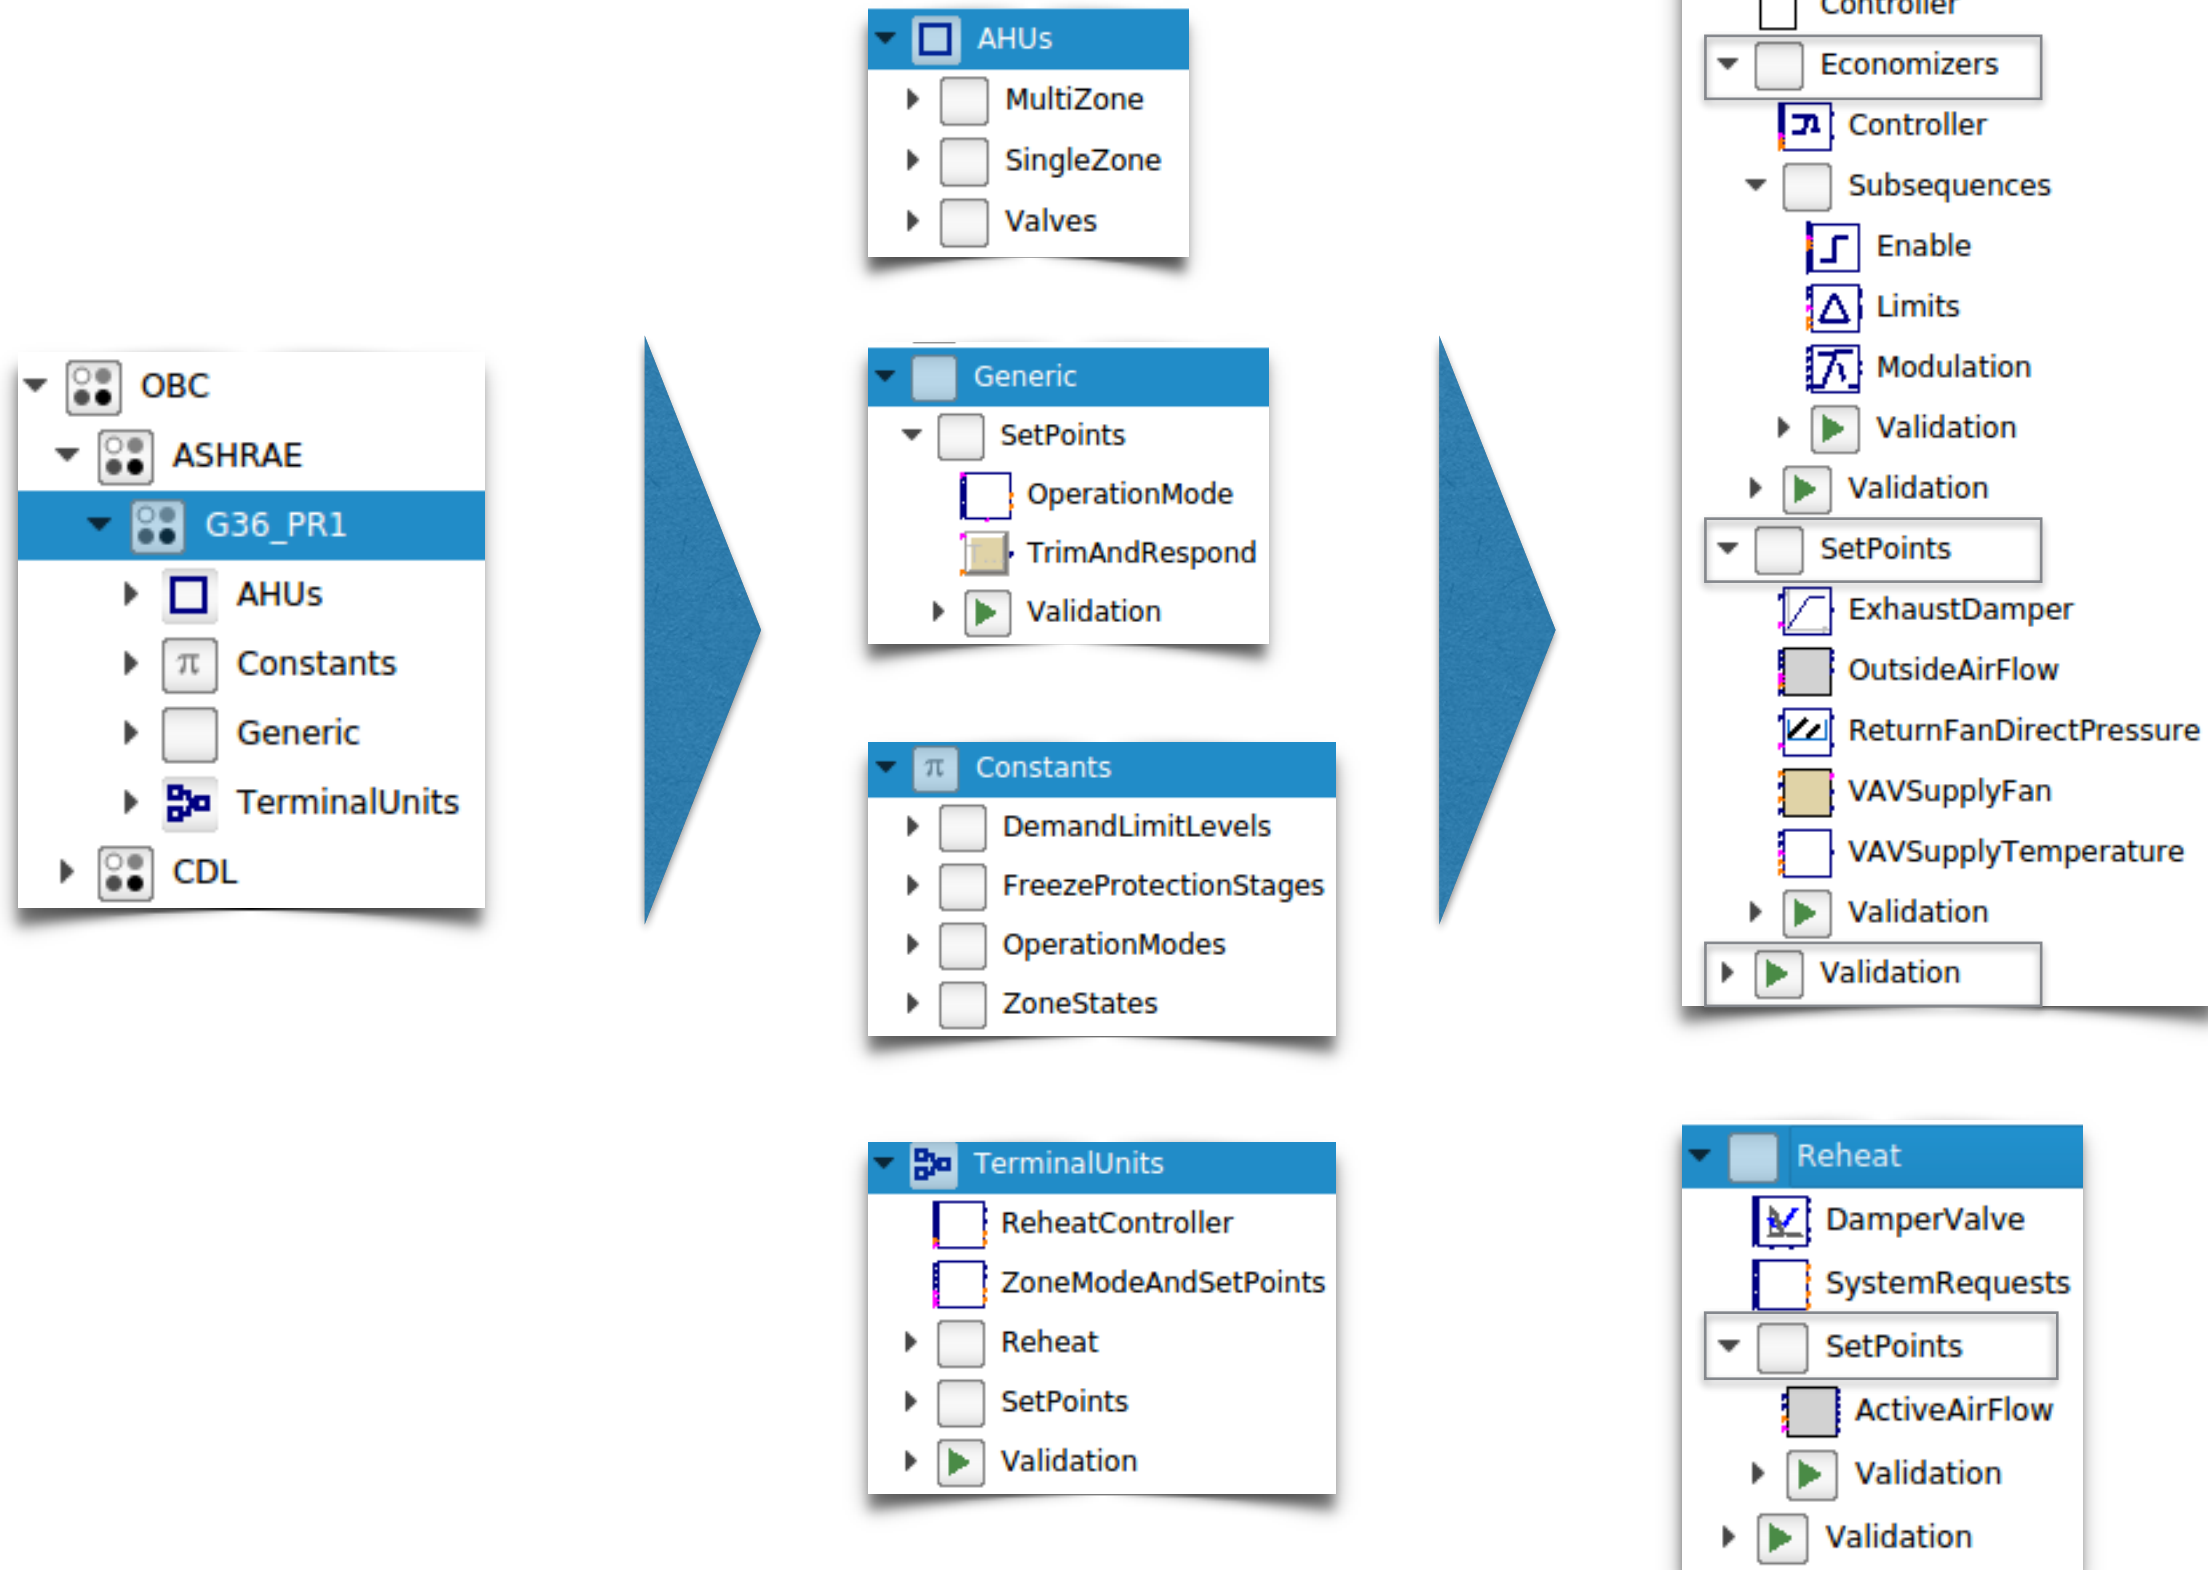 OBC
ASHRAE
G36_PR1
AHUs
π Constants
Generic
TerminalUnits
CDL
AHUs
MultiZone
SingleZone
Valves
Generic
SetPoints
OperationMode
TrimAndRespond
Validation
π Constants
DemandLimitLevels
FreezeProtectionStages
OperationModes
ZoneStates
TerminalUnits
ReheatController
ZoneModeAndSetPoints
Reheat
SetPoints
Validation
Controller
Economizers
Controller
Subsequences
Enable
Limits
Modulation
Validation
Validation
SetPoints
ExhaustDamper
OutsideAirFlow
ReturnFanDirectPressure
VAVSupplyFan
VAVSupplyTemperature
Validation
Validation
Reheat
DamperValve
SystemRequests
SetPoints
ActiveAirFlow
Validation
Validation